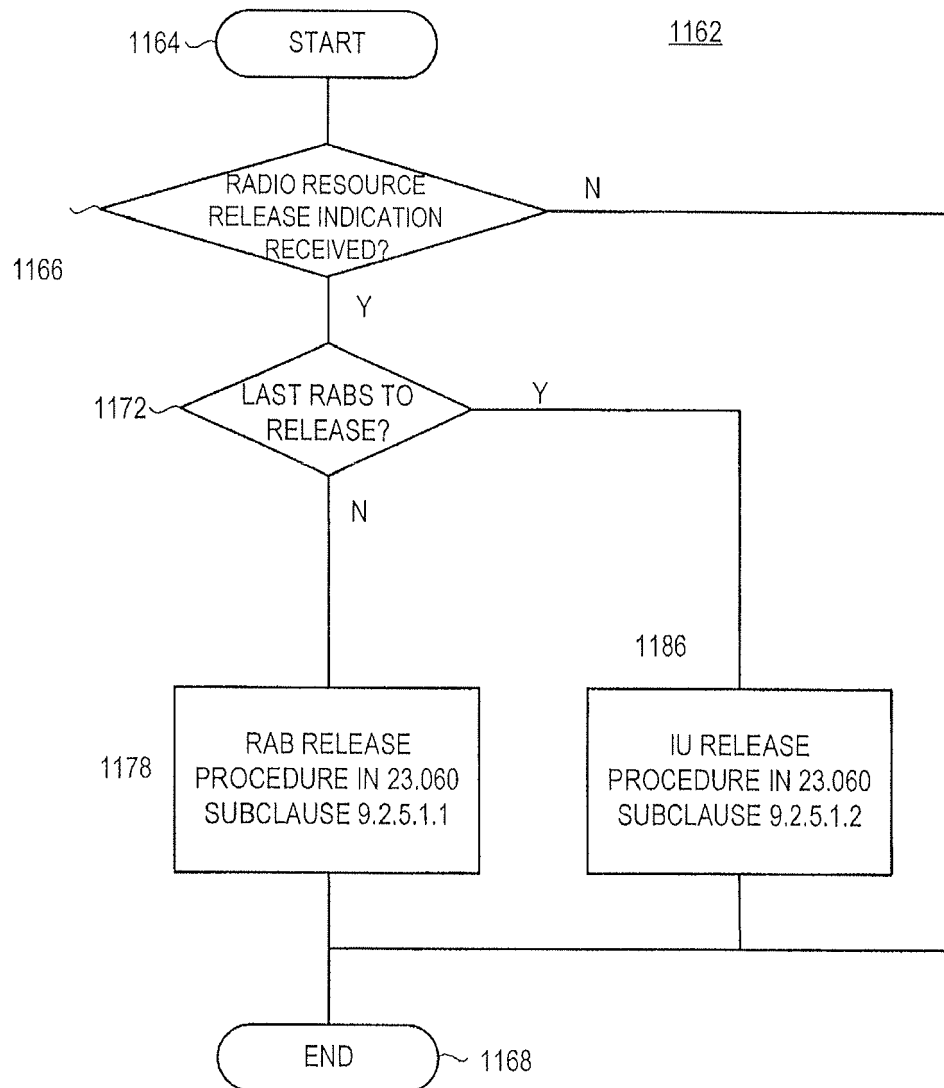 1164
START
1162
RADIO RESOURCE
RELEASE INDICATION
RECEIVED?
N
1166
Y
1172
LAST RABS TO
RELEASE?
Y
N
1186
1178
RAB RELEASE
PROCEDURE IN 23.060
SUBCLAUSE 9.2.5.1.1
IU RELEASE
PROCEDURE IN 23.060
SUBCLAUSE 9.2.5.1.2
END
1168